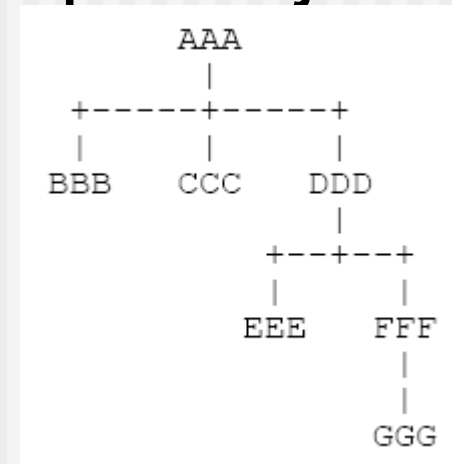 AAA
|
+-----+-----+
| | |
BBB CCC DDD
|
+--+--+
| |
EEE FFF
|
|
GGG